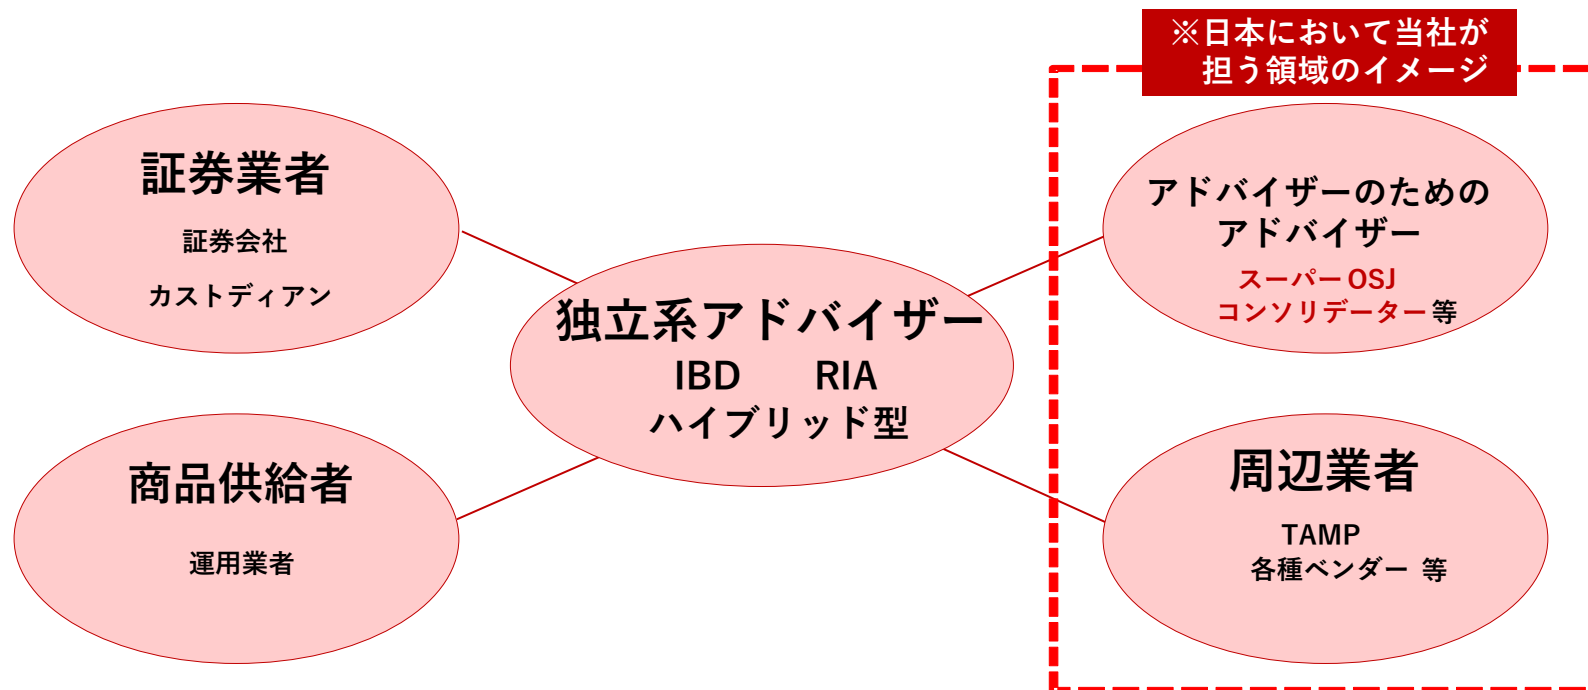 ※日本において当社が
担う領域のイメージ
証券業者
証券会社
カストディアン
アドバイザーのための
アドバイザー
スーパーOSJ
コンソリデーター等
独立系アドバイザー
IBD RIA
ハイブリッド型
商品供給者
運用業者
周辺業者
TAMP
各種ベンダー 等